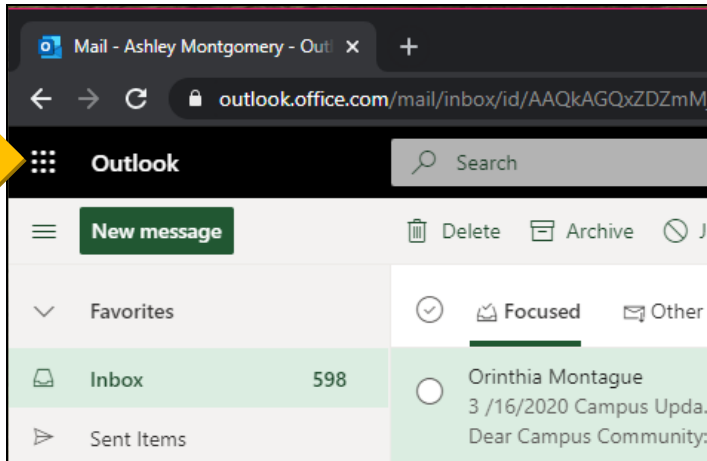 Mail - Ashley Montgomery - Out
outlook.office.com/mail/inbox/id/AAQkAGQxZDZmM
Outlook
Search
New message
Delete
Archive
Favorites
Focused
Other
Inbox 598
Orinthia Montague
3 /16/2020 Campus Upda.
Sent Items
Dear Campus Community: